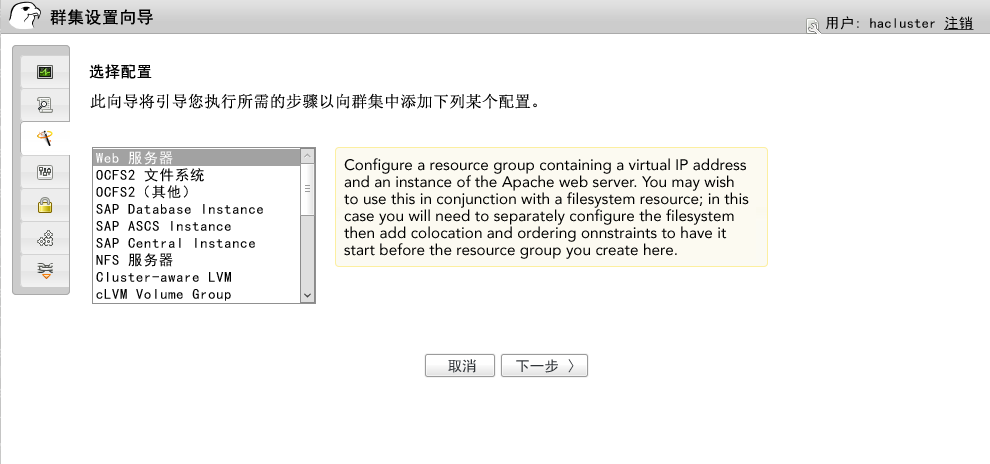 群集设置向导
用户: hacluster 注销
选择配置
此向导将引导您执行所需的步骤以向群集中添加下列某个配置。
Web 服务器
OCFS2 文件系统
OCFS2（其他）
SAP Database Instance
SAP ASCS Instance
SAP Central Instance
NFS 服务器
Cluster-aware LVM
cLVM Volume Group
Configure a resource group containing a virtual IP address
and an instance of the Apache web server. You may wish
to use this in conjunction with a filesystem resource; in this
case you will need to separately configure the filesystem
then add colocation and ordering onnstraints to have it
start before the resource group you create here.
取消
下一步 〉